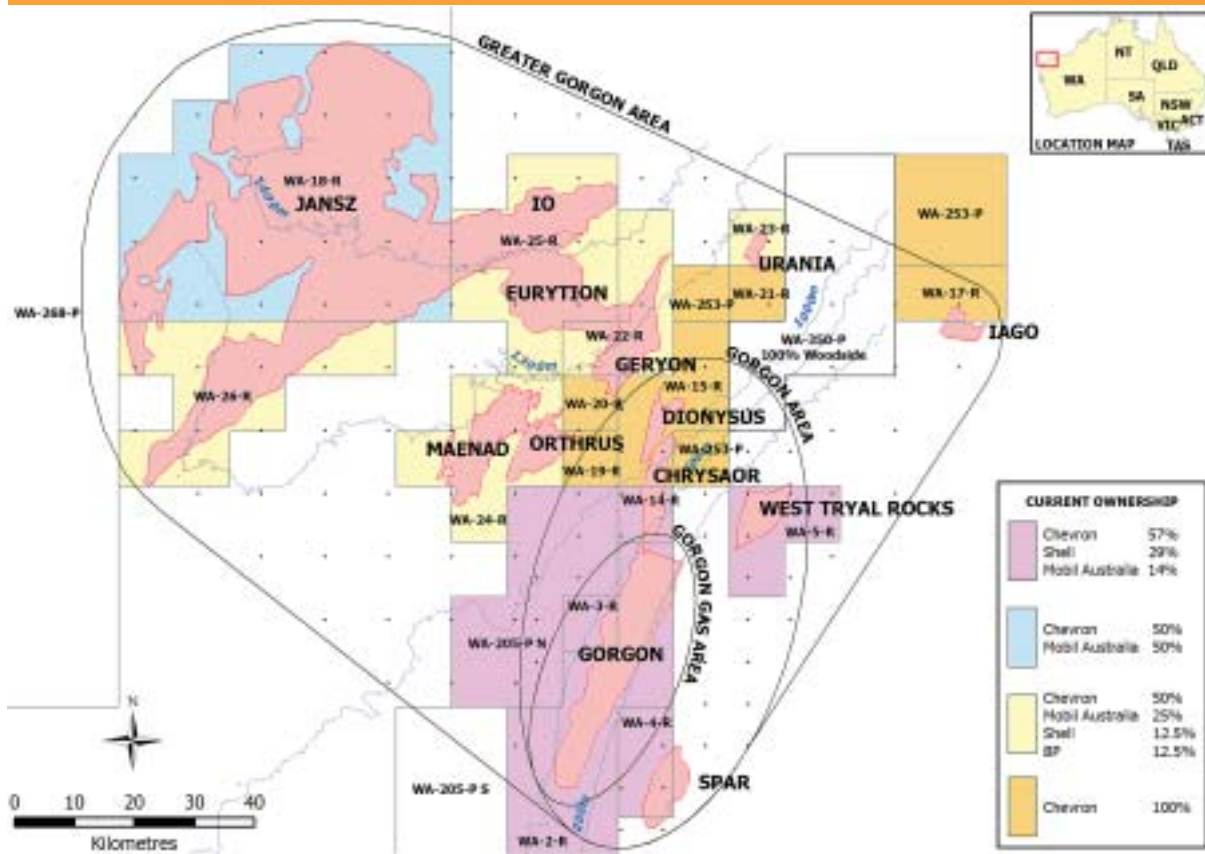 GREATER GORGON AREA
NT
QLD
WA
SA
NSW
VIC
ACT
TAS
LOCATION MAP
WA-18-R
JANSZ
IO
WA-25-R
WA-253-P
WA-23-R
URANIA
WA-268-P
EURYTION
WA-253-P
WA-21-R
WA-17-R
IAGO
WA-22-R
WA-350-P
100% Woodside
GERYON
GORGON AREA
WA-26-R
WA-20-R
WA-15-R
DIONYSUS
MAENAD
ORTHRUS
WA-253-P
WA-19-R
CHRYSAOR
WA-24-R
WA-14-R
WEST TRYAL ROCKS
WA-5-R
GORGON GAS AREA
WA-3-R
WA-205-P N
GORGON
WA-4-R
SPAR
WA-205-P S
200m
WA-2-R
N
0 10 20 30 40
Kilometres
CURRENT OWNERSHIP
Chevron 57%
Shell 29%
Mobil Australia 14%
Chevron 50%
Mobil Australia 50%
Chevron 50%
Mobil Australia 25%
Shell 12.5%
BP 12.5%
Chevron 100%